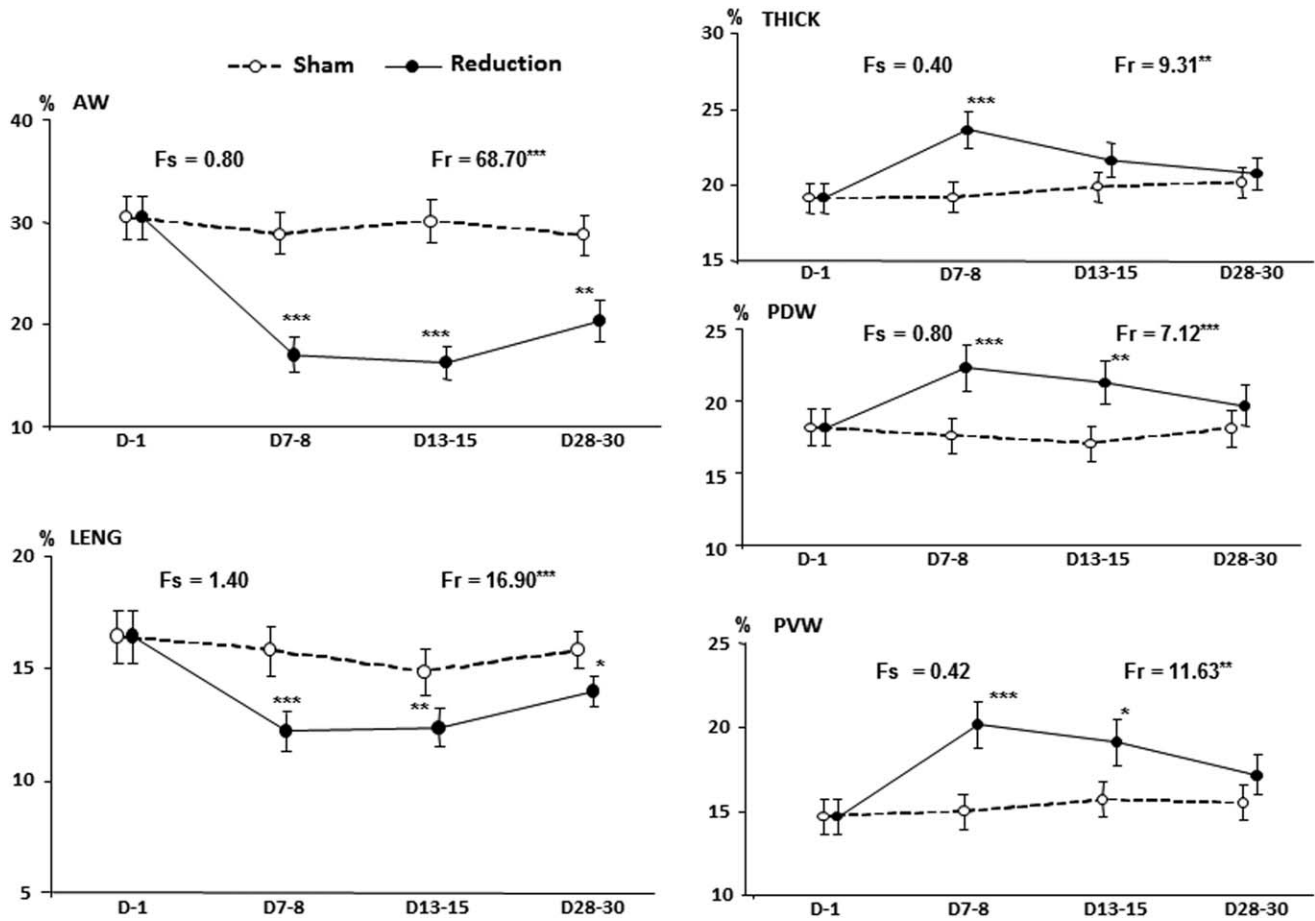 Sham Reduction
% AW
40
Fs = 0.80 Fr = 68.70***
30
20
*** *** **
10
D-1 D7-8 D13-15 D28-30
% LENG
20
Fs = 1.40 Fr = 16.90***
15
*** ** *
10
5
D-1 D7-8 D13-15 D28-30
% THICK
30
Fs = 0.40 Fr = 9.31**
25
***
20
15
D-1 D7-8 D13-15 D28-30
% PDW
25
Fs = 0.80 Fr = 7.12***
*** **
20
15
10
D-1 D7-8 D13-15 D28-30
% PVW
25
Fs = 0.42 Fr = 11.63**
*** *
20
15
10
D-1 D7-8 D13-15 D28-30